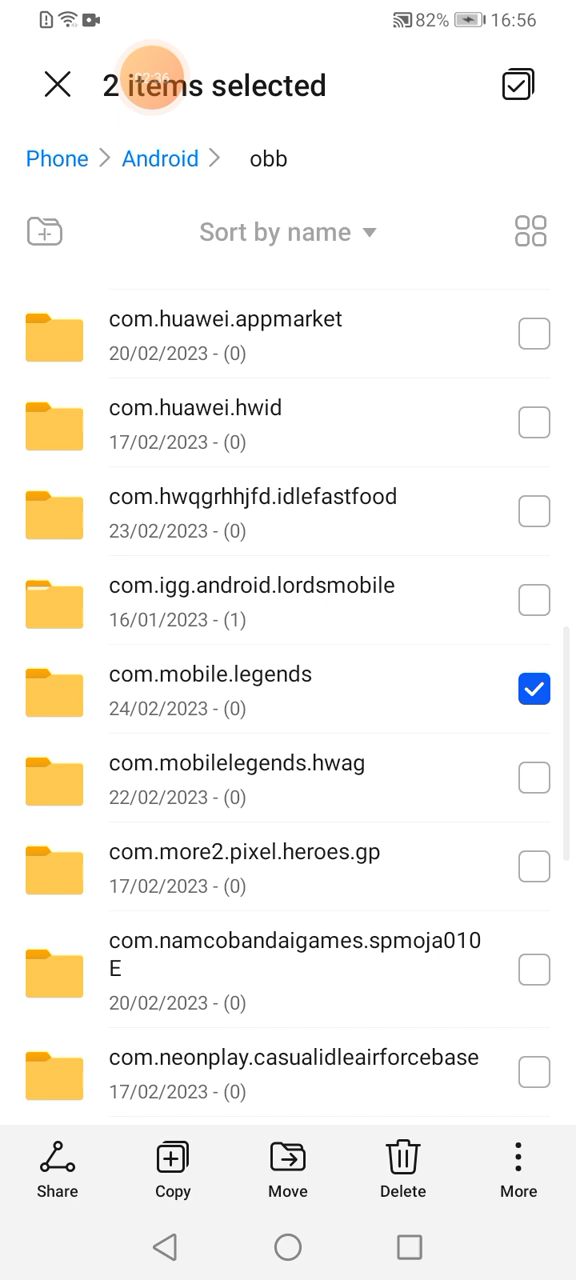 82% 16:56
2 items selected
02:36
Phone Android obb
Sort by name
com.huawei.appmarket
20/02/2023 - (0)
com.huawei.hwid
17/02/2023 - (0)
com.hwqgrhhjfd.idlefastfood
23/02/2023 - (0)
com.igg.android.lordsmobile
16/01/2023 - (1)
com.mobile.legends
24/02/2023 - (0)
com.mobilelegends.hwag
22/02/2023 - (0)
com.more2.pixel.heroes.gp
17/02/2023 - (0)
com.namcobandaigames.spmoja010
E
20/02/2023 - (0)
com.neonplay.casualidleairforcebase
17/02/2023 - (0)
Share Copy Move Delete More